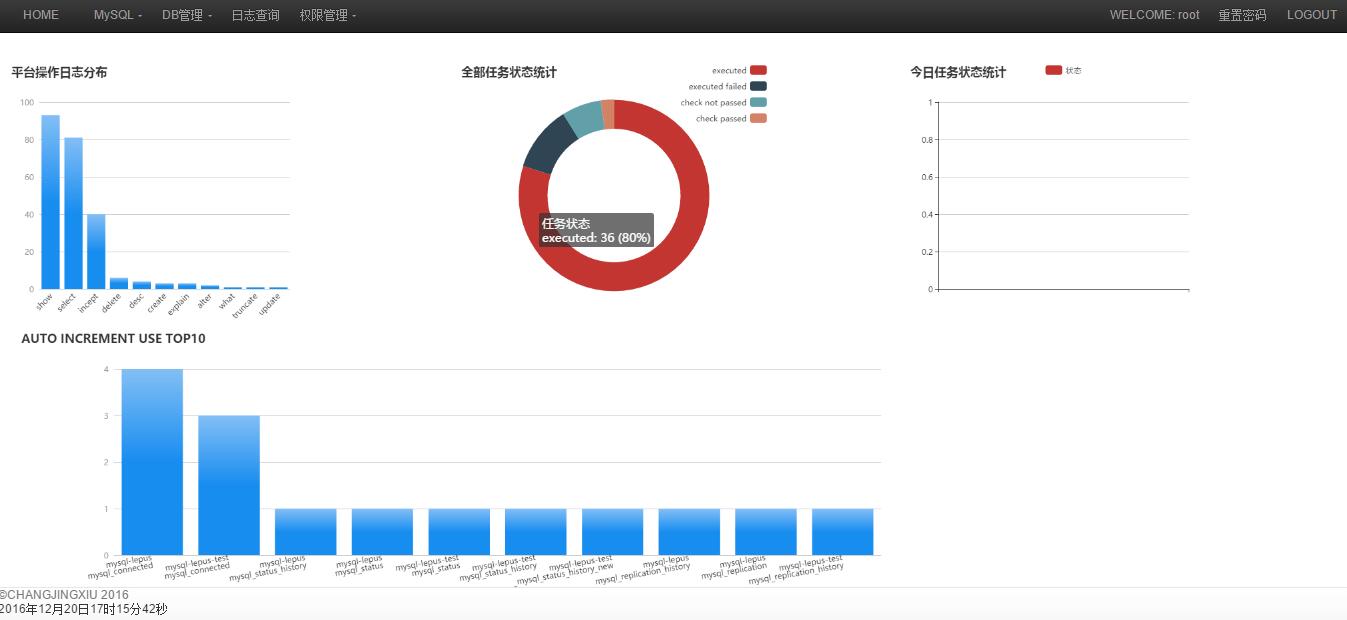 HOME MySQL DB管理 日志查询 权限管理 WELCOME: root 重置密码 LOGOUT
平台操作日志分布
100
80
60
40
20
0
show select incept delete desc create explain alter what truncate update
全部任务状态统计
executed
executed failed
check not passed
check passed
任务状态
executed: 36 (80%)
今日任务状态统计
状态
1
0.8
0.6
0.4
0.2
0
AUTO INCREMENT USE TOP10
4
3
2
1
0
mysql-lepus
mysql_connected
mysql-lepus-test
mysql_connected
mysql-lepus
mysql_status_history
mysql-lepus
mysql_status
mysql-lepus-test
mysql_status
mysql-lepus-test
mysql_status_history
mysql-lepus-test
mysql_status_history_new
mysql-lepus
mysql_replication_history
mysql-lepus
mysql_replication
mysql-lepus-test
mysql_replication_history
©CHANGJINGXIU 2016
2016年12月20日17时15分42秒